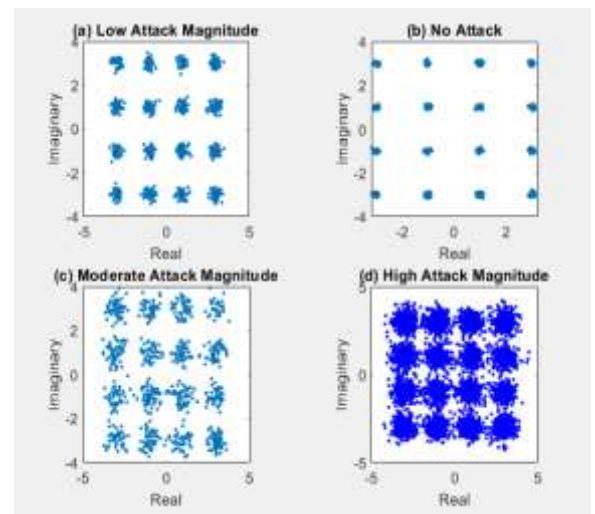 (a) Low Attack Magnitude
4
2
0
-2
-4
-5 0 5
Imaginary
Real
(b) No Attack
4
2
0
-2
-4
-2 0 2
Imaginary
Real
(c) Moderate Attack Magnitude
4
2
0
-2
-4
-5 0 5
Imaginary
Real
(d) High Attack Magnitude
5
0
-5
-5 0 5
Imaginary
Real